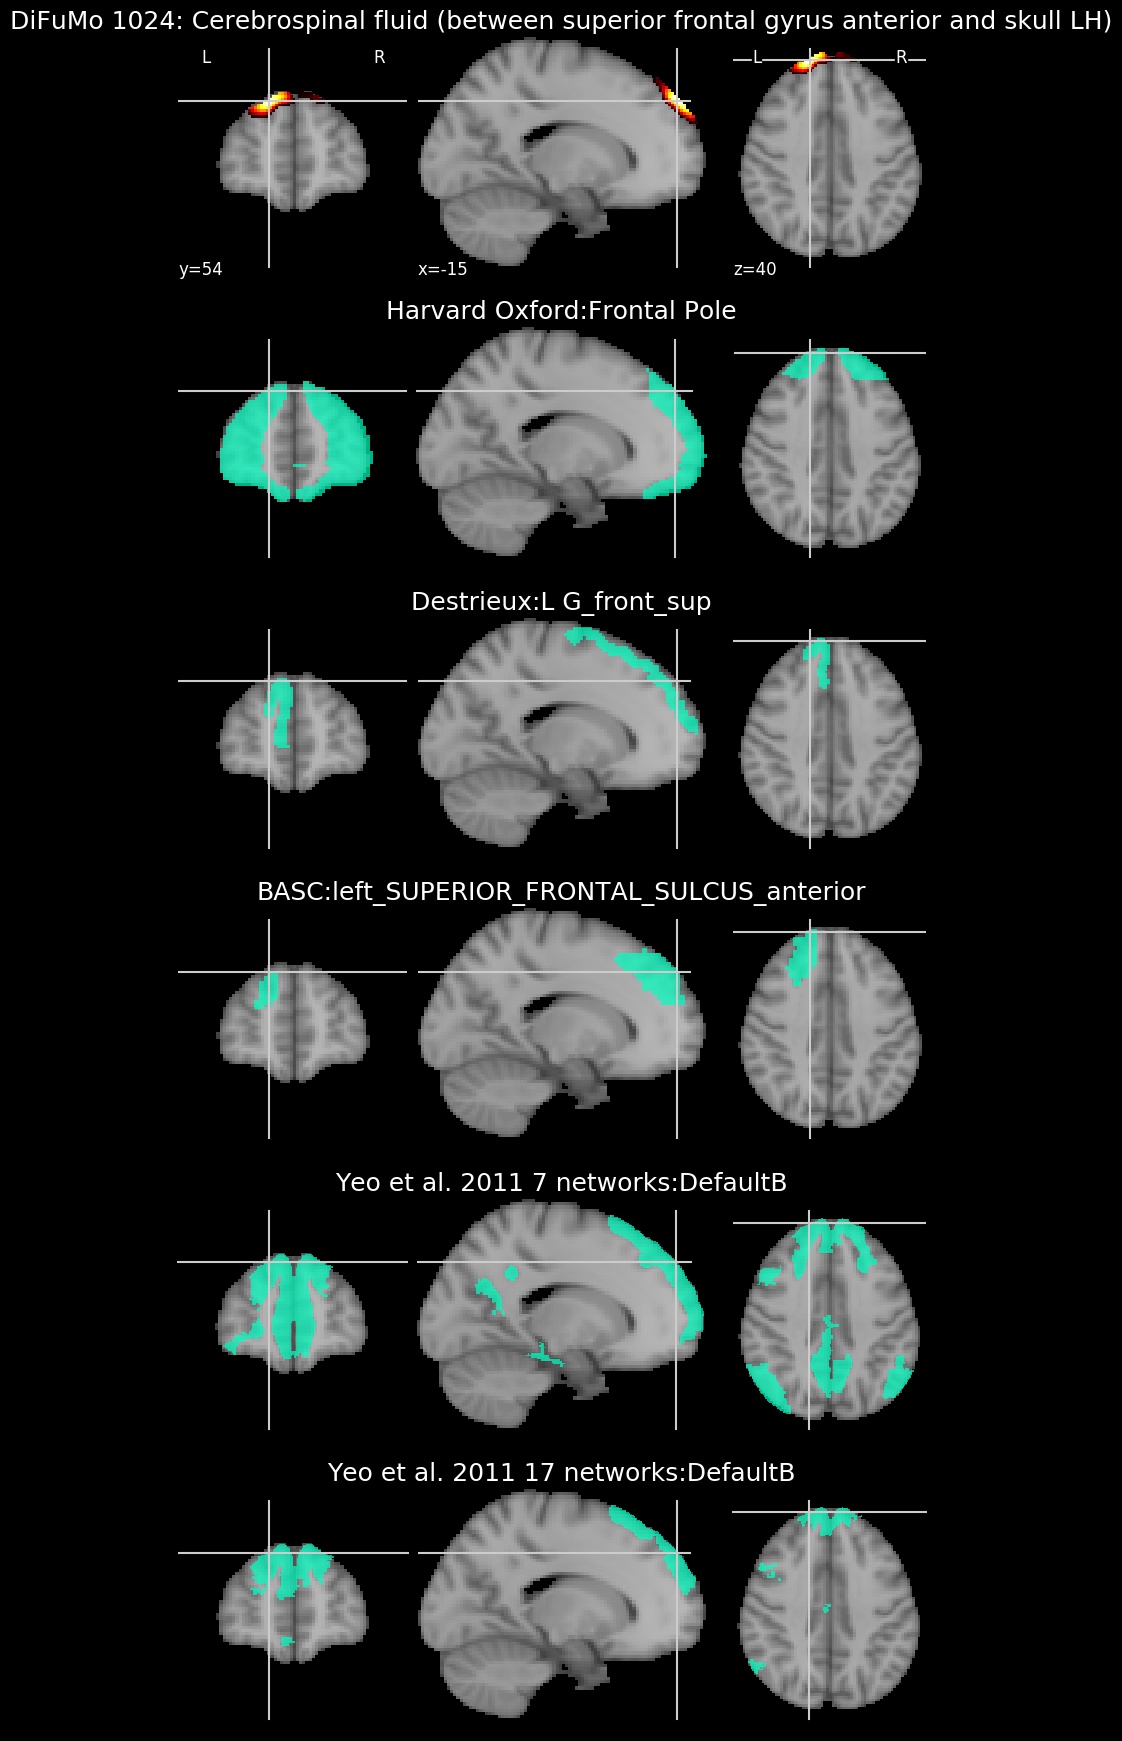 DiFuMo 1024: Cerebrospinal fluid (between superior frontal gyrus anterior and skull LH)
L R L R
y=54 x=-15 z=40
Harvard Oxford:Frontal Pole
Destrieux:L G_front_sup
BASC:left_SUPERIOR_FRONTAL_SULCUS_anterior
Yeo et al. 2011 7 networks:DefaultB
Yeo et al. 2011 17 networks:DefaultB